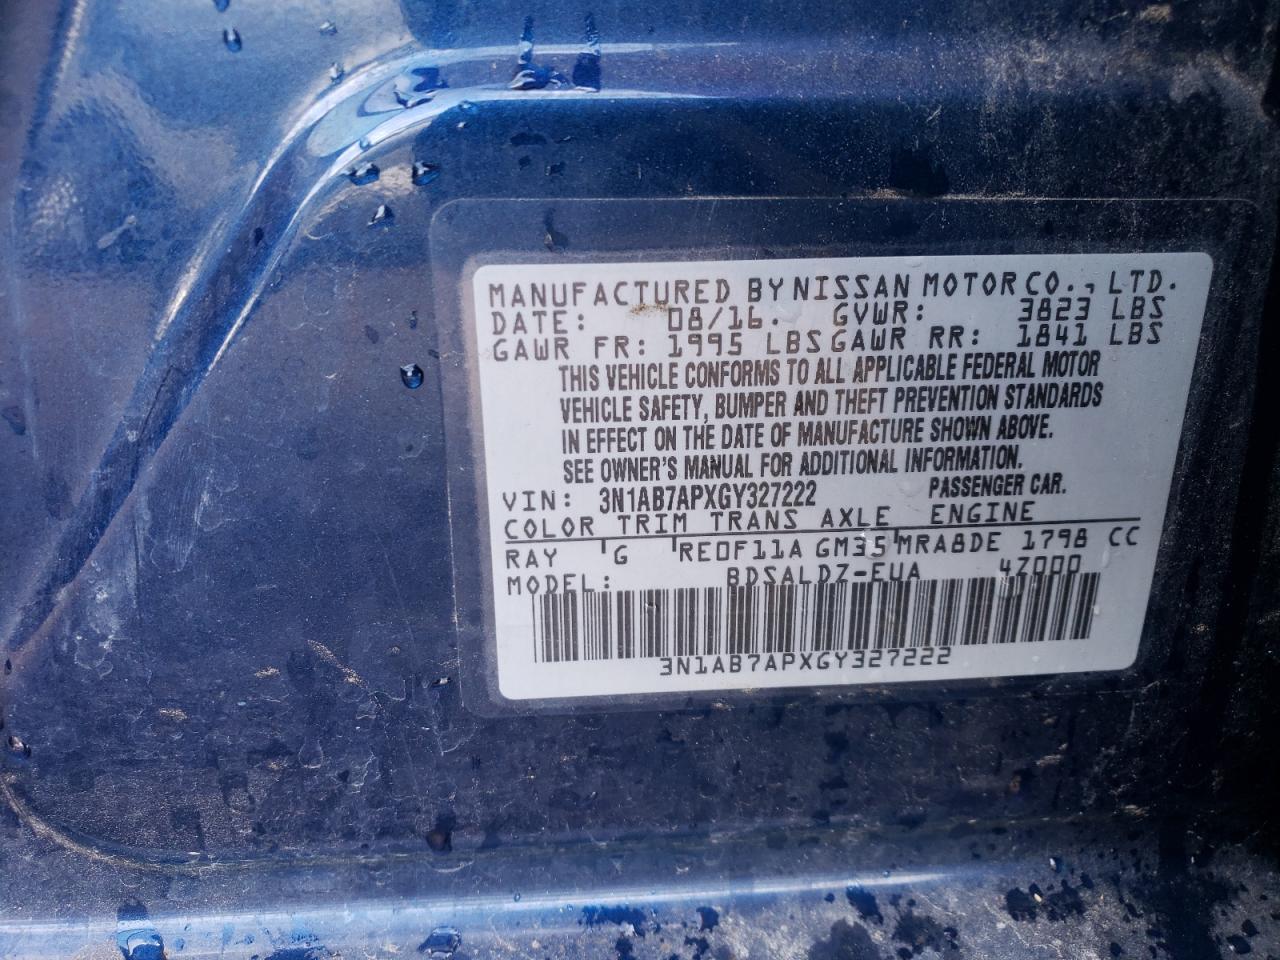 MANUFACTURED BY NISSAN MOTOR CO., LTD.
DATE: 08/16. GVWR: 3823 LBS
GAWR FR: 1995 LBS GAWR RR: 1841 LBS
THIS VEHICLE CONFORMS TO ALL APPLICABLE FEDERAL MOTOR
VEHICLE SAFETY, BUMPER AND THEFT PREVENTION STANDARDS
IN EFFECT ON THE DATE OF MANUFACTURE SHOWN ABOVE.
SEE OWNER'S MANUAL FOR ADDITIONAL INFORMATION.
VIN: 3N1AB7APXGY327222 PASSENGER CAR.
COLOR TRIM TRANS AXLE ENGINE
RAY G RE0F11A GM35 MRA8DE 1798 CC
MODEL: BDSALDZ-EUA 4Z000
3N1AB7APXGY327222